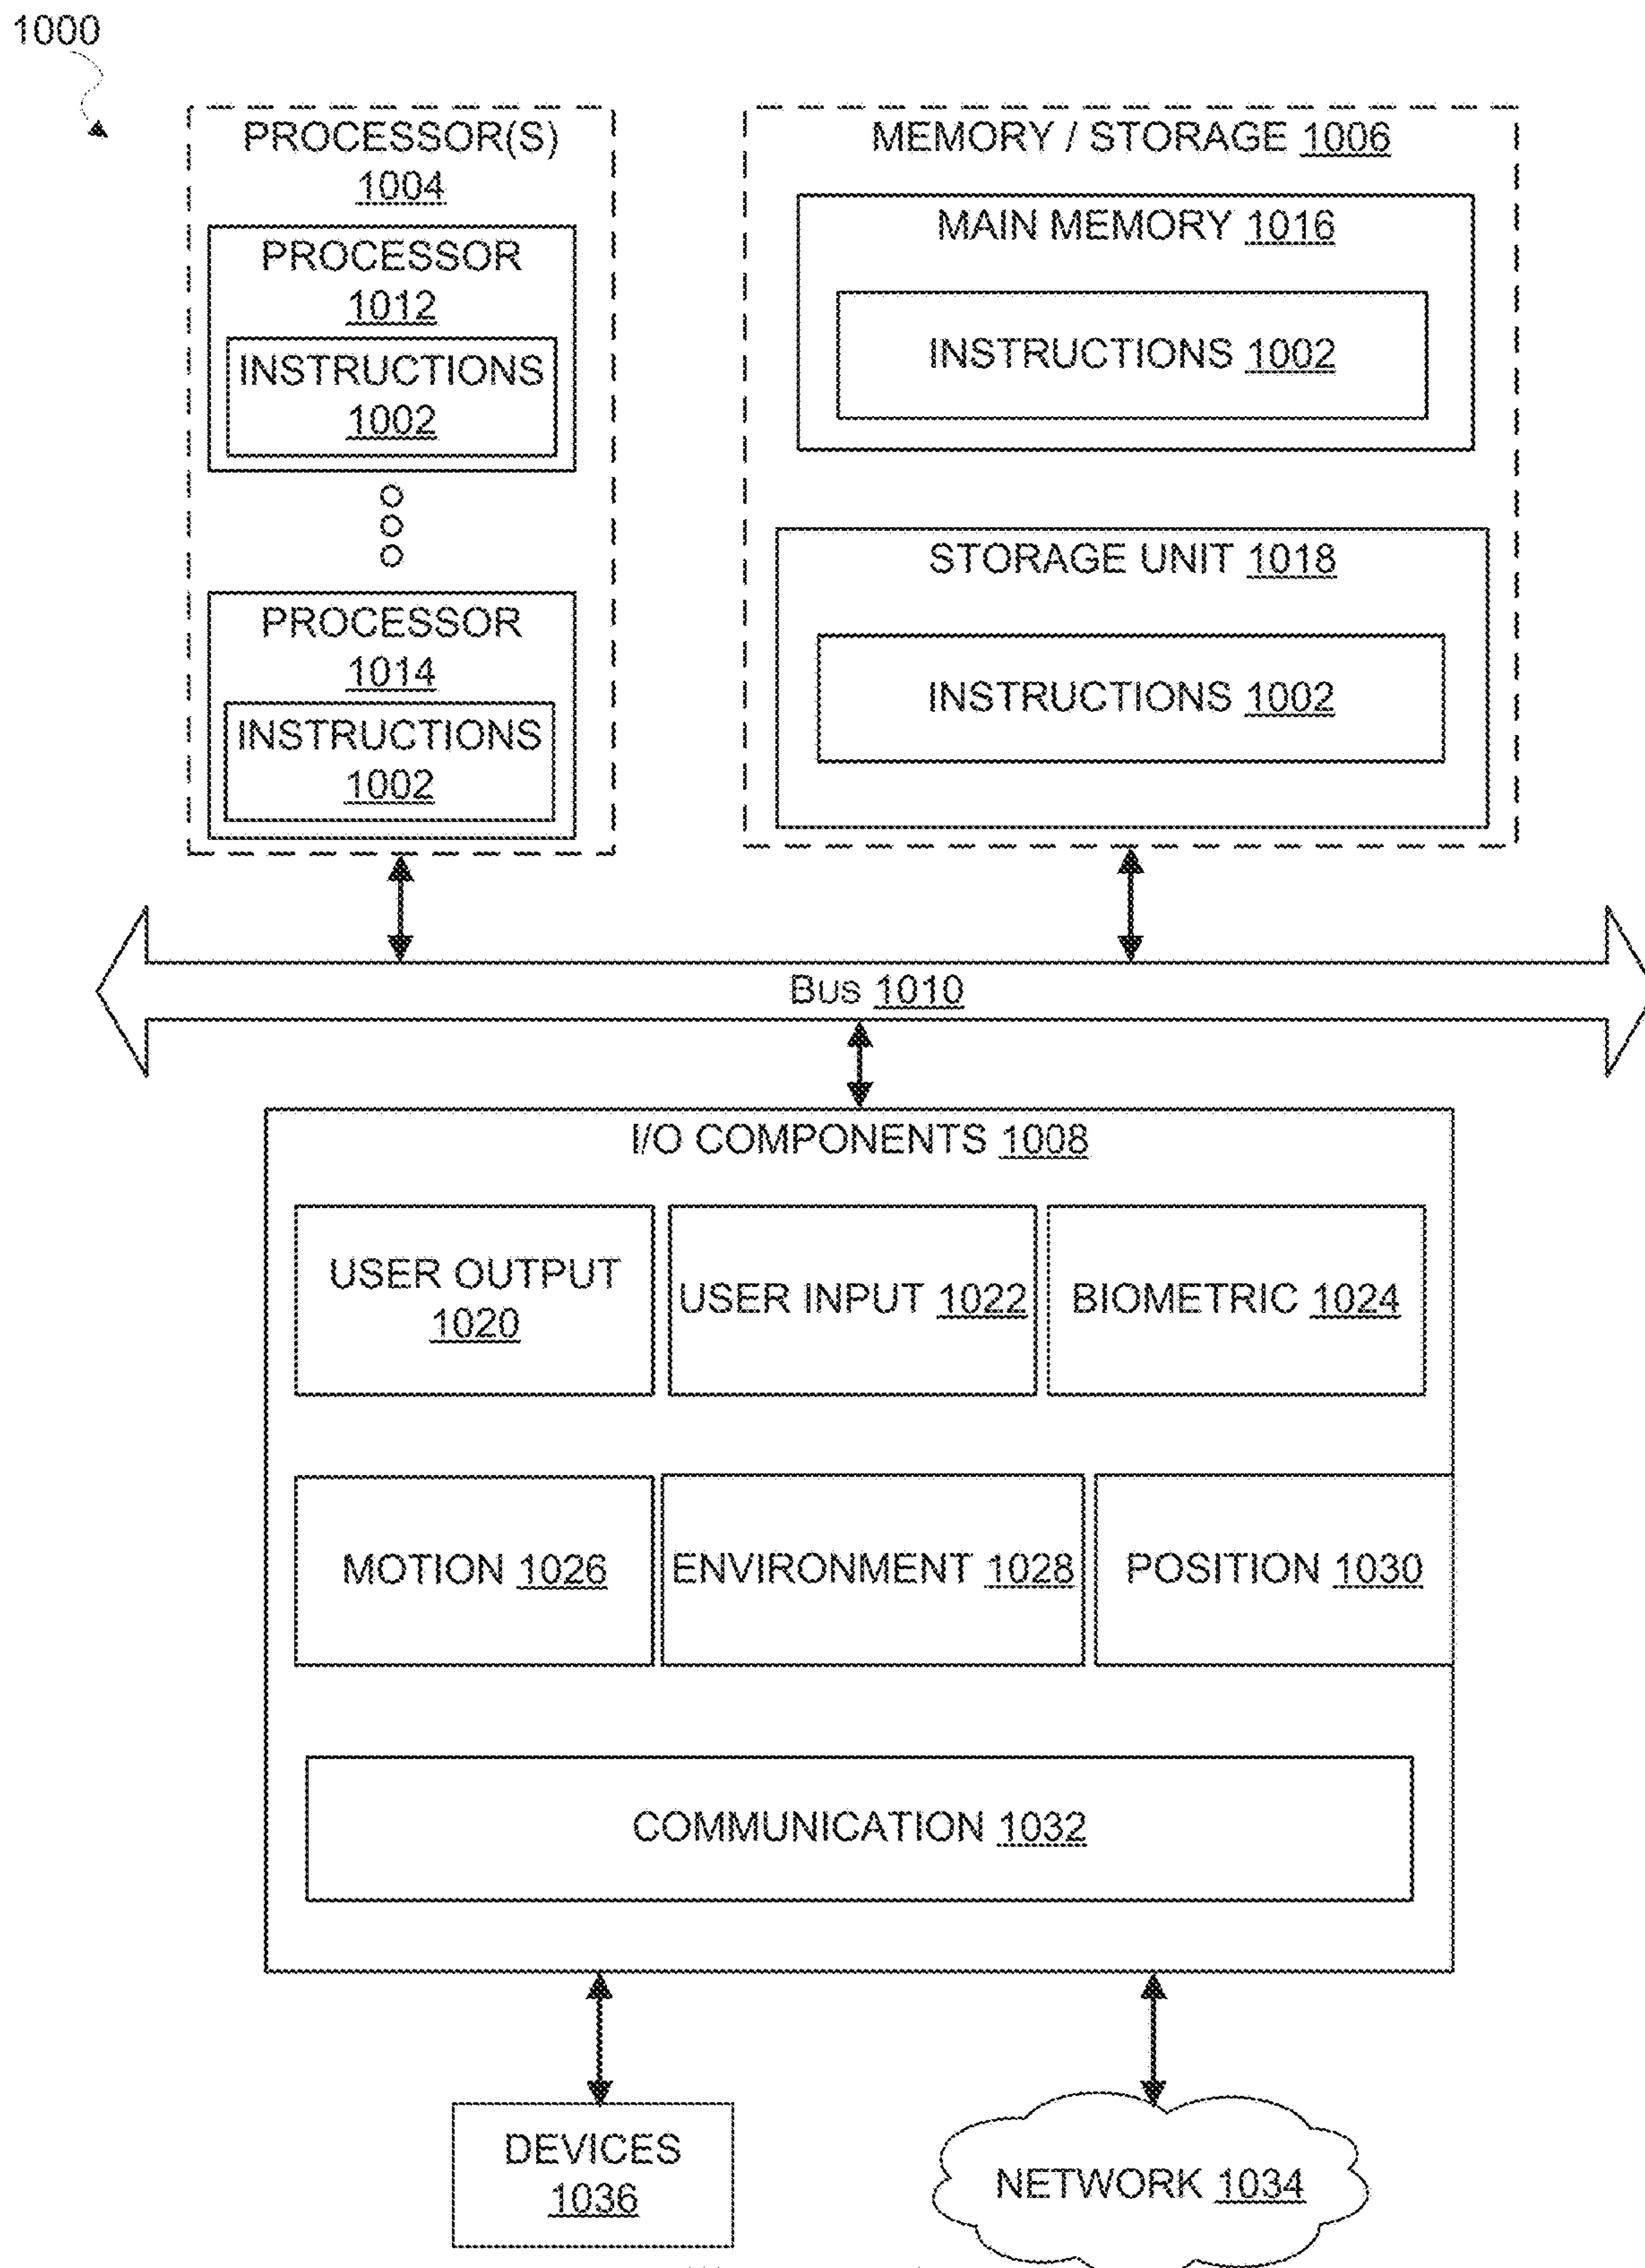 1000
PROCESSOR(S)
1004
PROCESSOR
1012
INSTRUCTIONS
1002
PROCESSOR
1014
INSTRUCTIONS
1002
MEMORY / STORAGE 1006
MAIN MEMORY 1016
INSTRUCTIONS 1002
STORAGE UNIT 1018
INSTRUCTIONS 1002
BUS 1010
I/O COMPONENTS 1008
USER OUTPUT
1020
USER INPUT 1022
BIOMETRIC 1024
MOTION 1026
ENVIRONMENT 1028
POSITION 1030
COMMUNICATION 1032
DEVICES
1036
NETWORK 1034